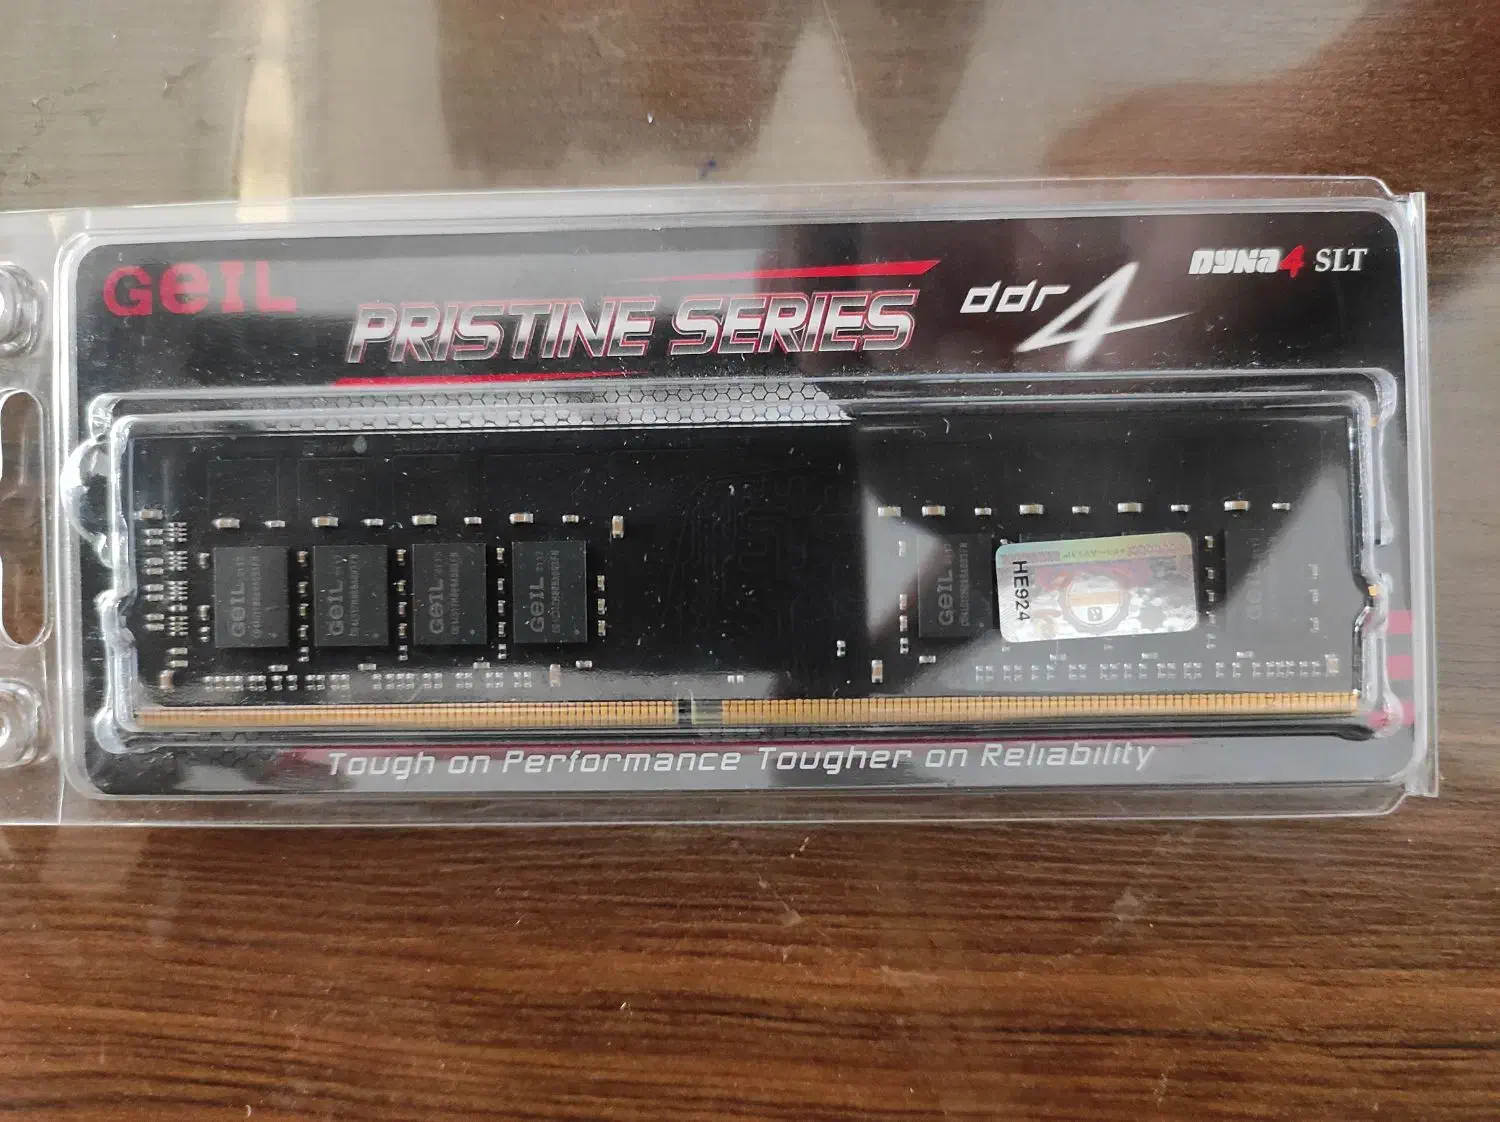 GeIL
PRISTINE SERIES
ddr4
DYNA4 SLT
GeIL
GeIL
GeIL
GeIL
GeIL
HE924
Tough on Performance Tougher on Reliability